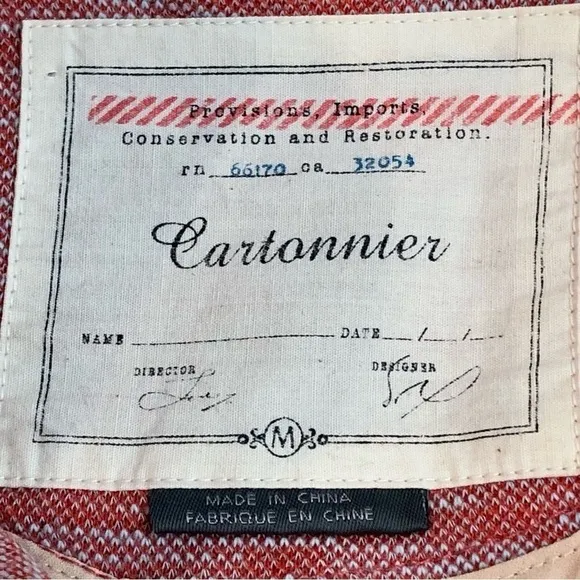 Provisions, Imports,
Conservation and Restoration.
rn 66170 ca 32054
Cartonnier
NAME DATE / /
DIRECTOR DESIGNER
M
MADE IN CHINA
FABRIQUE EN CHINE